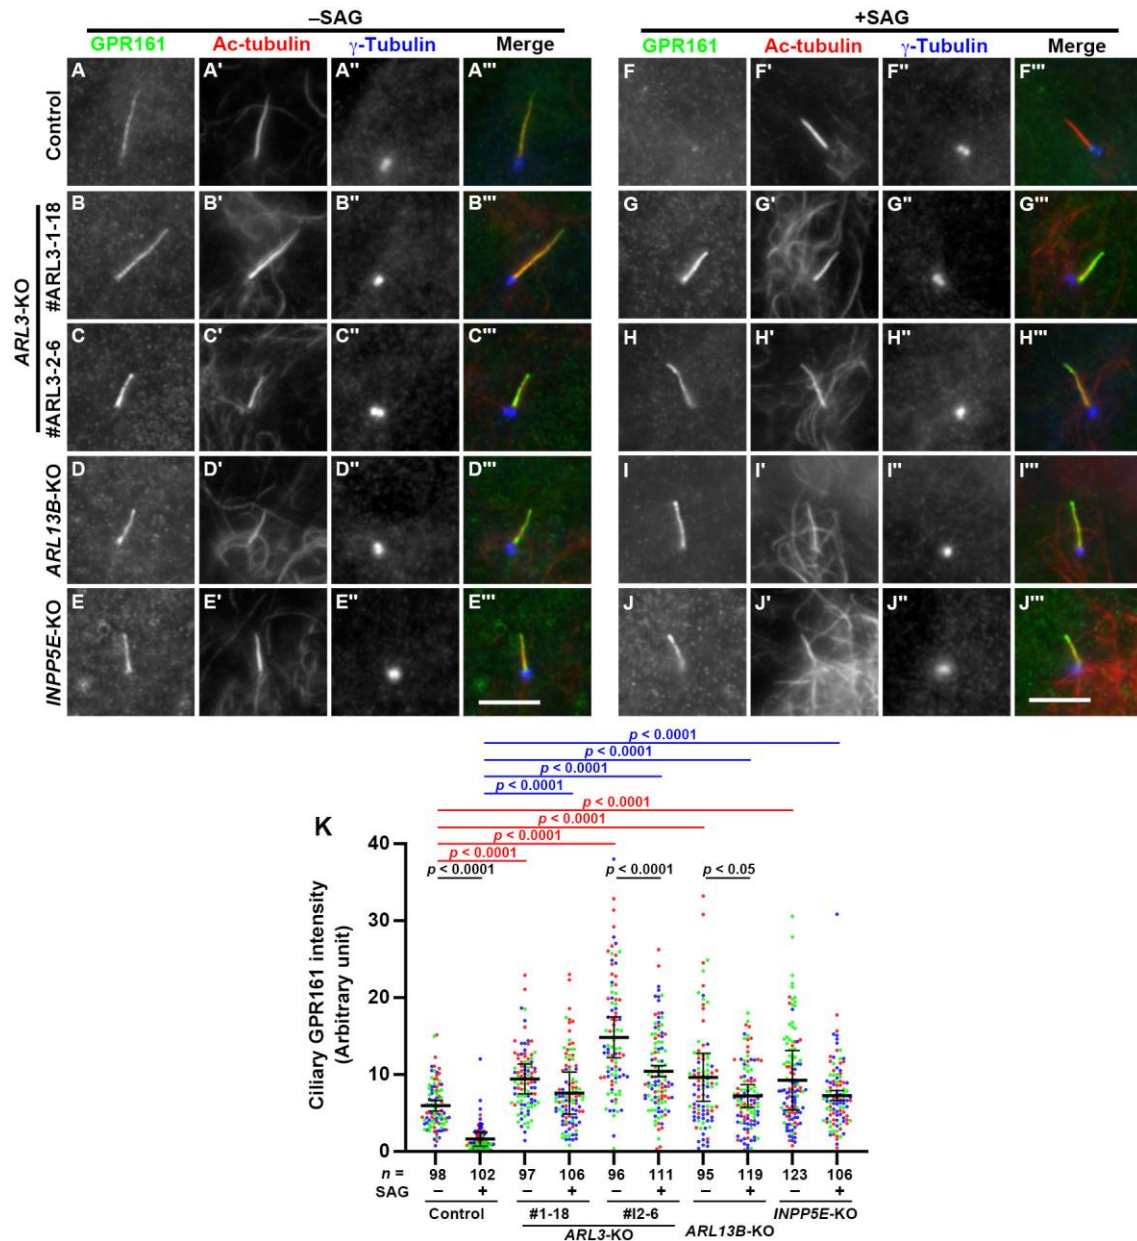 –SAG +SAG
GPR161 Ac-tubulin γ-Tubulin Merge GPR161 Ac-tubulin γ-Tubulin Merge
Control
A A' A'' A''' F F' F'' F'''
ARL3-KO
#ARL3-1-18
B B' B'' B''' G G' G'' G'''
#ARL3-2-6
C C' C'' C''' H H' H'' H'''
ARL13B-KO
D D' D'' D''' I I' I'' I'''
INPP5E-KO
E E' E'' E''' J J' J'' J'''
p < 0.0001
p < 0.0001
p < 0.0001
p < 0.0001
p < 0.0001
p < 0.0001
p < 0.0001
p < 0.0001
K
p < 0.0001 p < 0.0001 p < 0.05
Ciliary GPR161 intensity
(Arbitrary unit)
40
30
20
10
0
n = 98 102 97 106 96 111 95 119 123 106
SAG – + – + – + – + – +
Control #1-18 #I2-6 INPP5E-KO
ARL3-KO ARL13B-KO